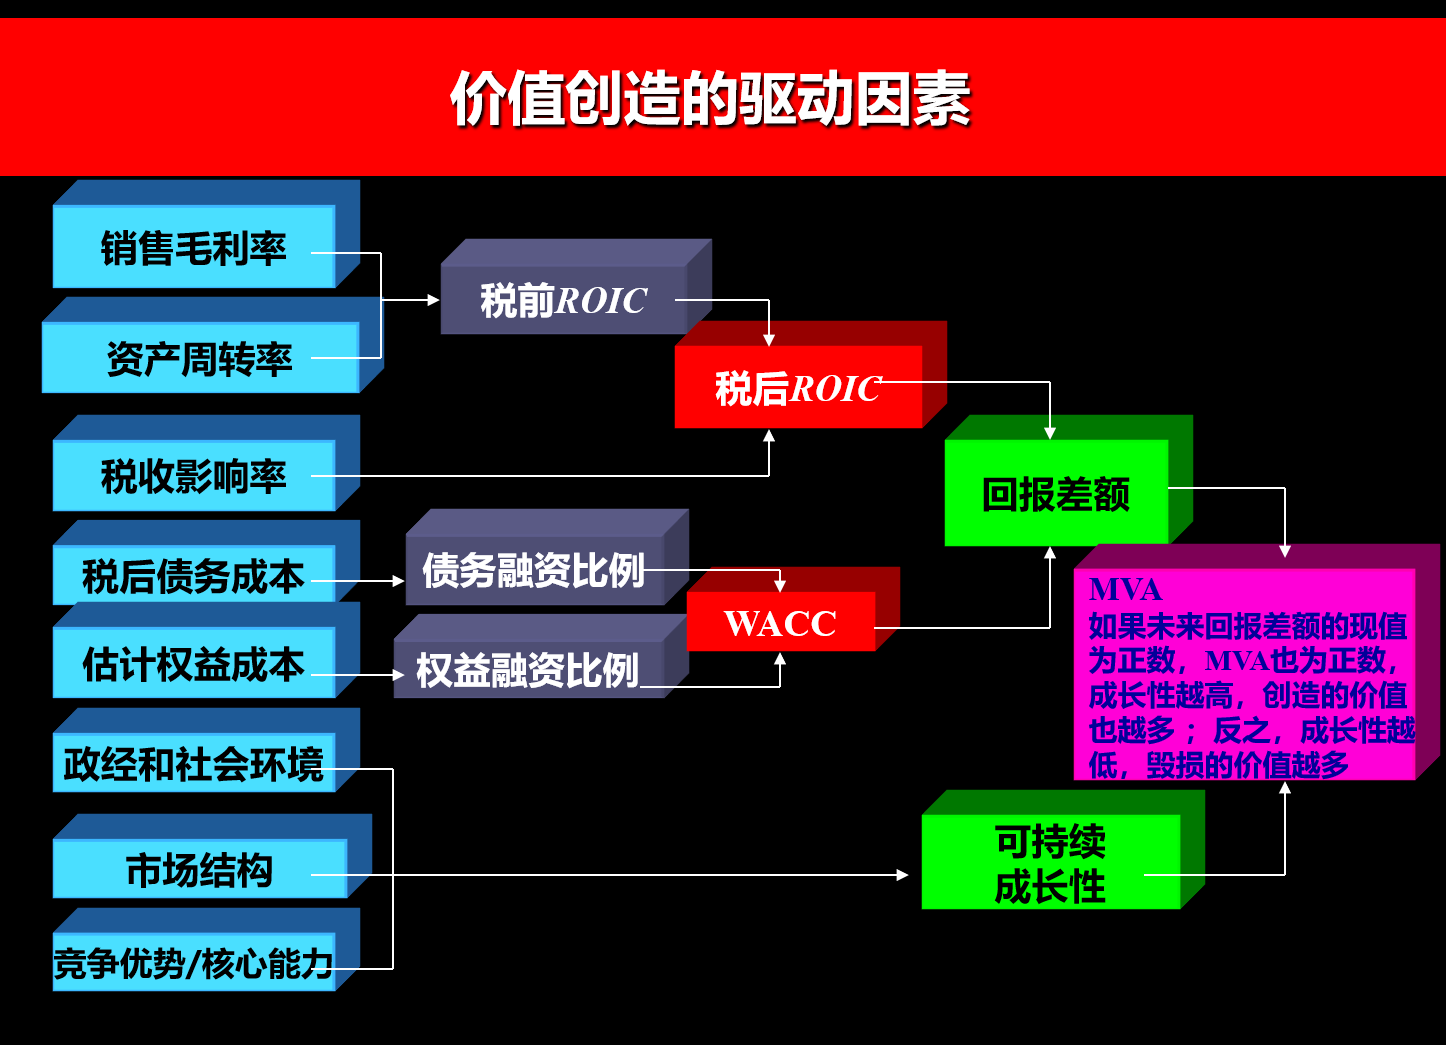 价值创造的驱动因素
销售毛利率
税前ROIC
资产周转率
税后ROIC
税收影响率
回报差额
税后债务成本
债务融资比例
WACC
估计权益成本
权益融资比例
MVA
如果未来回报差额的现值
为正数，MVA也为正数，
成长性越高，创造的价值
也越多 ；反之，成长性越
低，毁损的价值越多
政经和社会环境
市场结构
可持续
成长性
竞争优势/核心能力